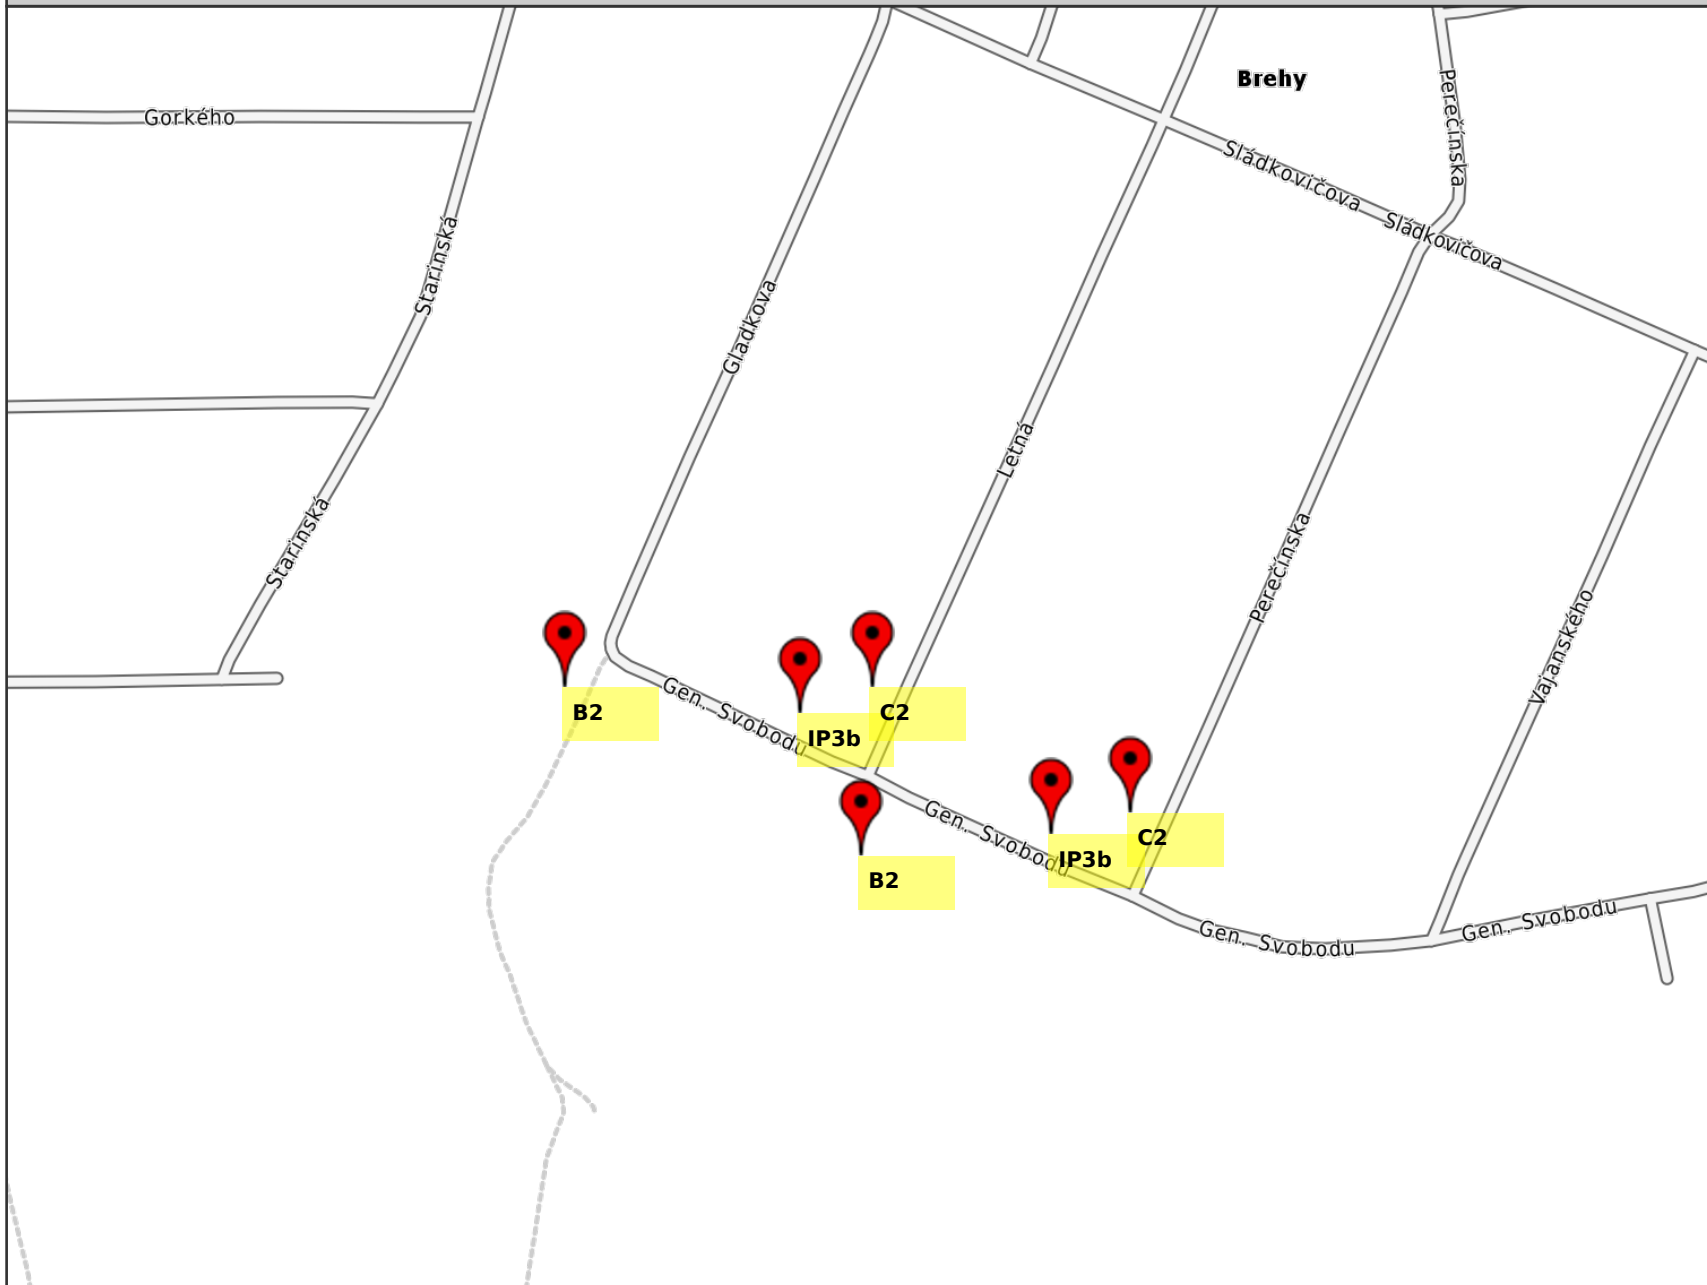 Brehy
Gorkého
Perečínska
Sládkovičova
Sládkovičova
Starinská
Gladkova
Letná
Starinská
Perečínska
Vajanského
Gen. Svobodu
B2
IP3b
C2
Gen. Svobodu
IP3b
C2
B2
Gen. Svobodu
Gen. Svobodu